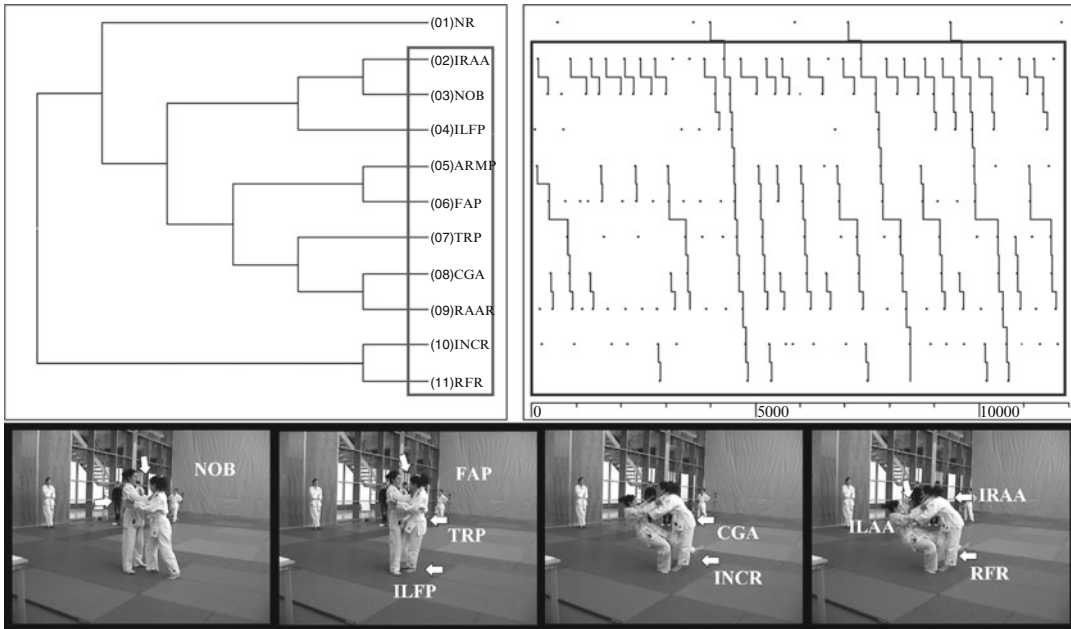 (01)NR
(02)IRAA
(03)NOB
(04)ILFP
(05)ARMP
(06)FAP
(07)TRP
(08)CGA
(09)RAAR
(10)INCR
(11)RFR
0 5000 10000
NOB
FAP
TRP
ILFP
CGA
INCR
IRAA
ILAA
RFR